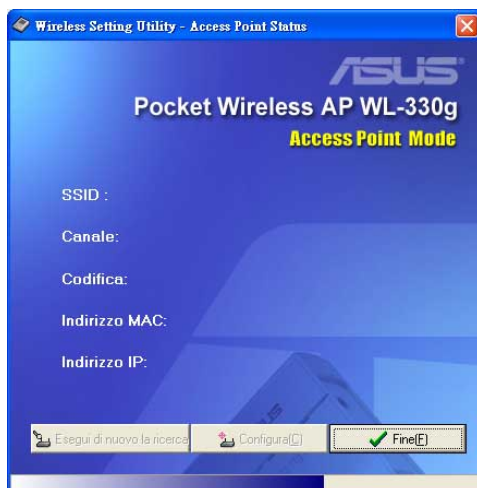 Wireless Setting Utility - Access Point Status
ASUS
Pocket Wireless AP WL-330g
Access Point Mode
SSID :
Canale:
Codifica:
Indirizzo MAC:
Indirizzo IP:
Esegui di nuovo la ricerca
Configura(C)
Fine(F)